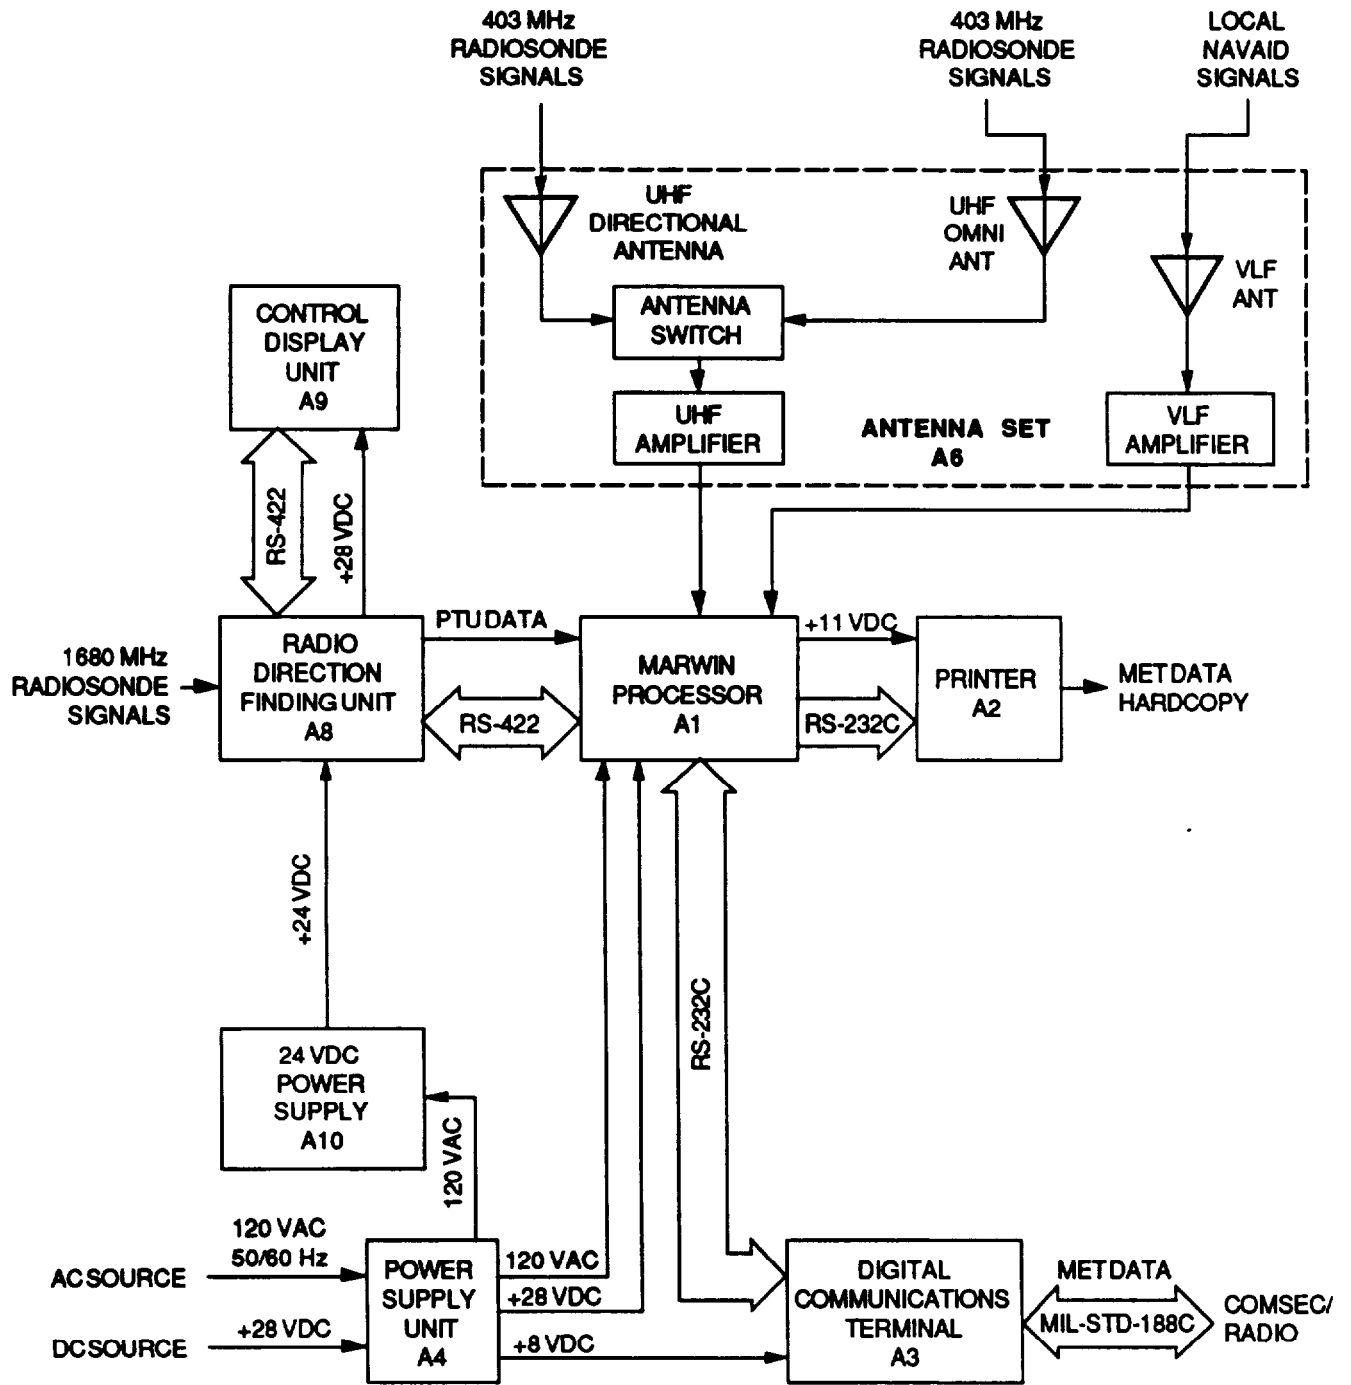 403 MHz
RADIOSONDE
SIGNALS
403 MHz
RADIOSONDE
SIGNALS
LOCAL
NAVAID
SIGNALS
UHF
DIRECTIONAL
ANTENNA
UHF
OMNI
ANT
VLF
ANT
ANTENNA
SWITCH
UHF
AMPLIFIER
ANTENNA SET
A6
VLF
AMPLIFIER
CONTROL
DISPLAY
UNIT
A9
RS-422
+28 VDC
1680 MHz
RADIOSONDE
SIGNALS
RADIO
DIRECTION
FINDING UNIT
A8
PTU DATA
RS-422
MARWIN
PROCESSOR
A1
+11 VDC
RS-232C
PRINTER
A2
MET DATA
HARDCOPY
+24 VDC
RS-232C
24 VDC
POWER
SUPPLY
A10
120 VAC
120 VAC
50/60 Hz
AC SOURCE
+28 VDC
DC SOURCE
POWER
SUPPLY
UNIT
A4
120 VAC
+28 VDC
+8 VDC
DIGITAL
COMMUNICATIONS
TERMINAL
A3
MET DATA
MIL-STD-188C
COMSEC/
RADIO